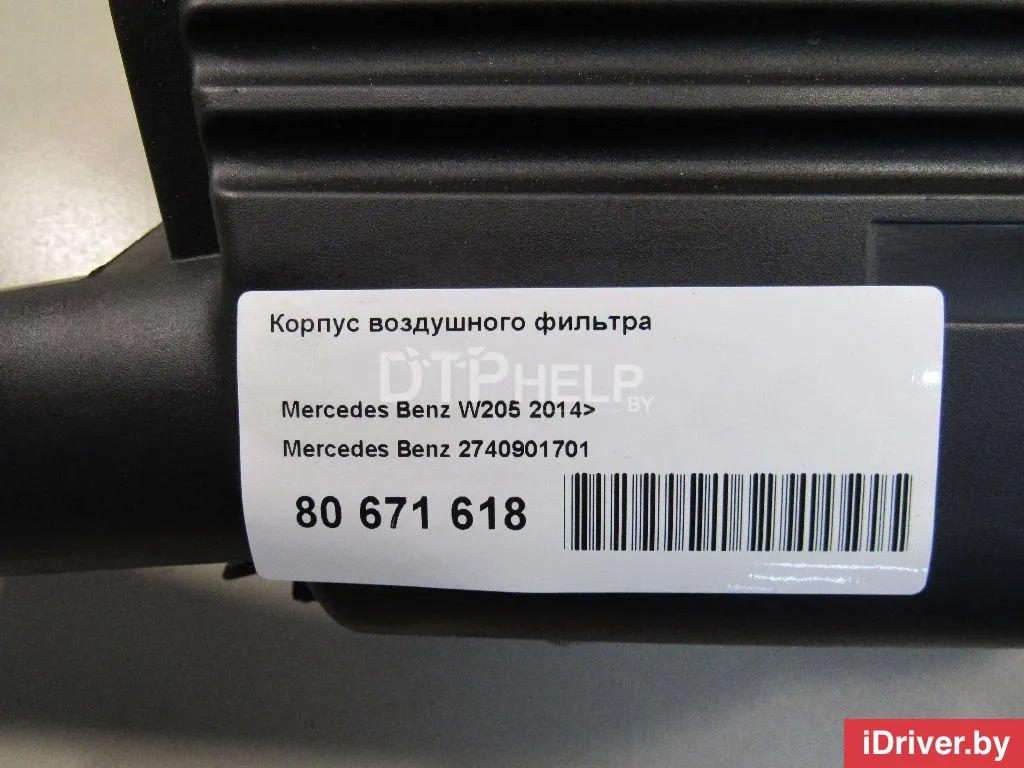 Корпус воздушного фильтра
DTPHELP
BY
Mercedes Benz W205 2014>
Mercedes Benz 2740901701
80 671 618
iDriver.by